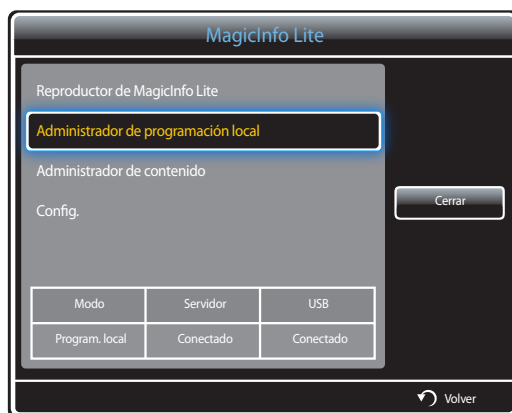 MagicInfo Lite
Reproductor de MagicInfo Lite
Administrador de programación local
Administrador de contenido
Config.
Cerrar
Modo Servidor USB
Program. local Conectado Conectado
Volver